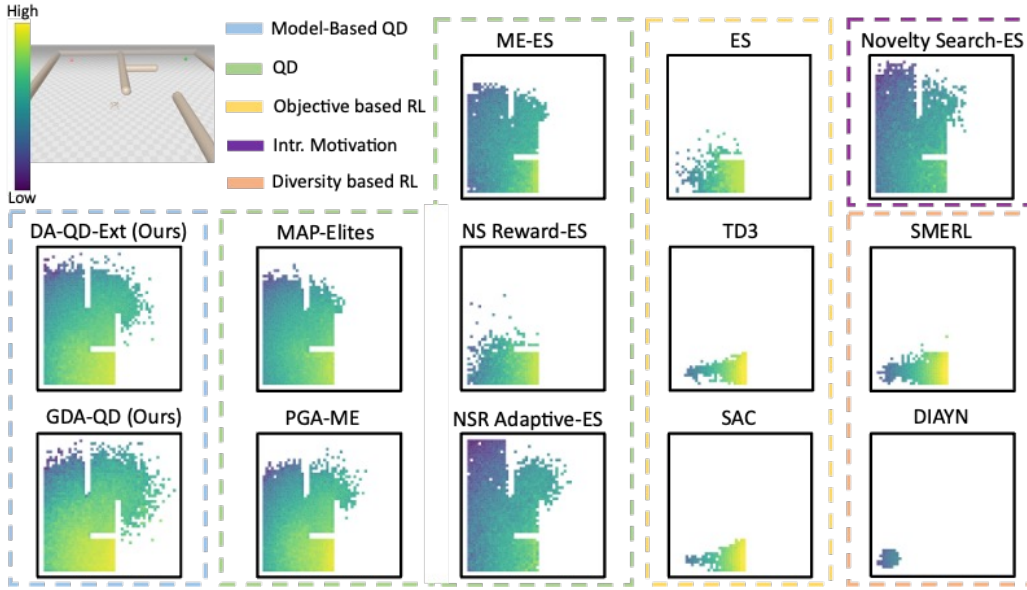 High
Low
Model-Based QD
QD
Objective based RL
Intr. Motivation
Diversity based RL
ME-ES
ES
Novelty Search-ES
DA-QD-Ext (Ours)
MAP-Elites
NS Reward-ES
TD3
SMERL
GDA-QD (Ours)
PGA-ME
NSR Adaptive-ES
SAC
DIAYN